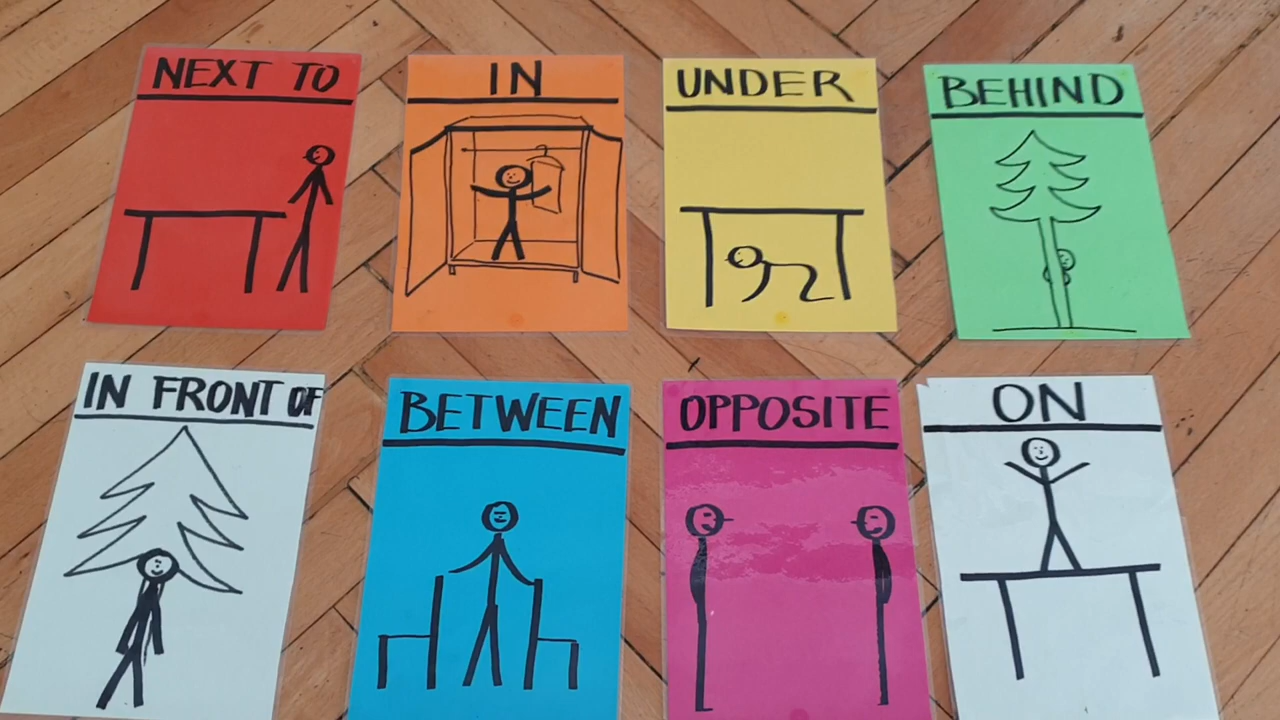 NEXT TO
IN
UNDER
BEHIND
IN FRONT OF
BETWEEN
OPPOSITE
ON